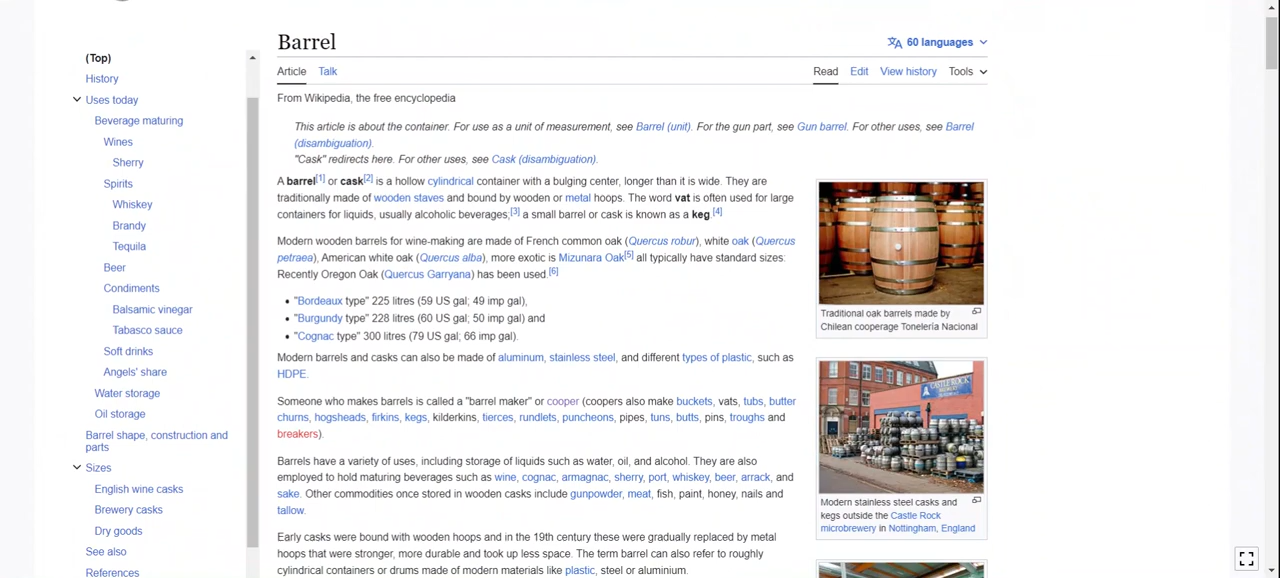 Barrel
60 languages
Article
Talk
Read
Edit
View history
Tools
From Wikipedia, the free encyclopedia
(Top)
History
Uses today
Beverage maturing
Wines
Sherry
Spirits
Whiskey
Brandy
Tequila
Beer
Condiments
Balsamic vinegar
Tabasco sauce
Soft drinks
Angels' share
Water storage
Oil storage
Barrel shape, construction and
parts
Sizes
English wine casks
Brewery casks
Dry goods
See also
References
This article is about the container. For use as a unit of measurement, see Barrel (unit). For the gun part, see Gun barrel. For other uses, see Barrel
(disambiguation).
"Cask" redirects here. For other uses, see Cask (disambiguation).
A barrel[1] or cask[2] is a hollow cylindrical container with a bulging center, longer than it is wide. They are
traditionally made of wooden staves and bound by wooden or metal hoops. The word vat is often used for large
containers for liquids, usually alcoholic beverages;[3] a small barrel or cask is known as a keg.[4]
Modern wooden barrels for wine-making are made of French common oak (Quercus robur), white oak (Quercus
petraea), American white oak (Quercus alba), more exotic is Mizunara Oak[5] all typically have standard sizes:
Recently Oregon Oak (Quercus Garryana) has been used.[6]
• "Bordeaux type" 225 litres (59 US gal; 49 imp gal),
• "Burgundy type" 228 litres (60 US gal; 50 imp gal) and
• "Cognac type" 300 litres (79 US gal; 66 imp gal).
Modern barrels and casks can also be made of aluminum, stainless steel, and different types of plastic, such as
HDPE.
Someone who makes barrels is called a "barrel maker" or cooper (coopers also make buckets, vats, tubs, butter
churns, hogsheads, firkins, kegs, kilderkins, tierces, rundlets, puncheons, pipes, tuns, butts, pins, troughs and
breakers).
Barrels have a variety of uses, including storage of liquids such as water, oil, and alcohol. They are also
employed to hold maturing beverages such as wine, cognac, armagnac, sherry, port, whiskey, beer, arrack, and
sake. Other commodities once stored in wooden casks include gunpowder, meat, fish, paint, honey, nails and
tallow.
Early casks were bound with wooden hoops and in the 19th century these were gradually replaced by metal
hoops that were stronger, more durable and took up less space. The term barrel can also refer to roughly
cylindrical containers or drums made of modern materials like plastic, steel or aluminum.
Traditional oak barrels made by
Chilean cooperage Tonelería Nacional
CASTLE ROCK
Modern stainless steel casks and
kegs outside the Castle Rock
microbrewery in Nottingham, England